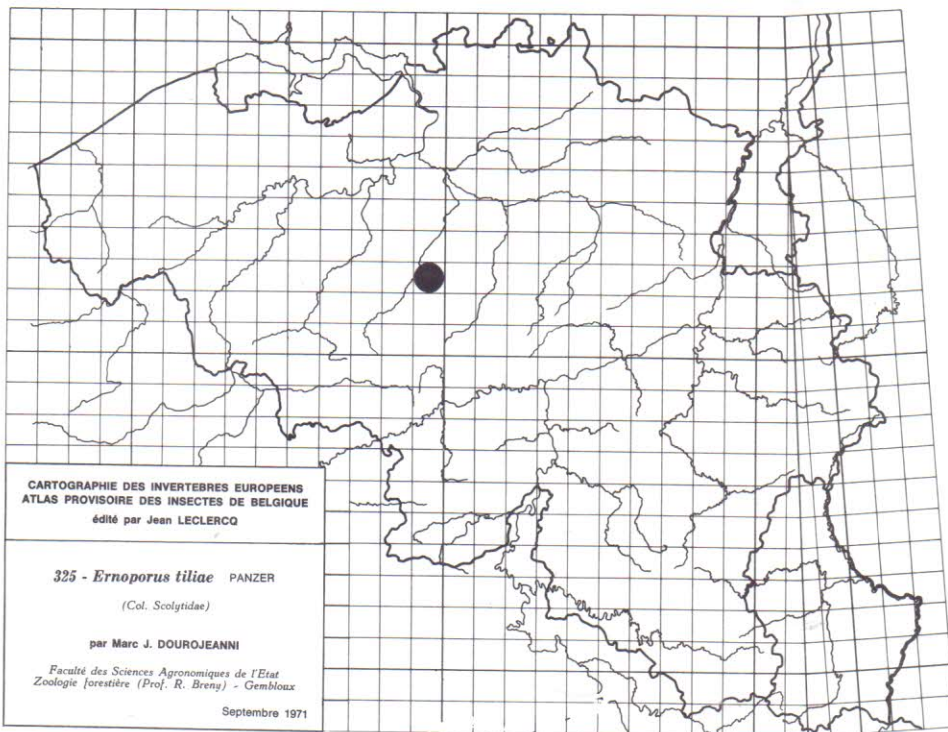 CARTOGRAPHIE DES INVERTEBRES EUROPEENS
ATLAS PROVISOIRE DES INSECTES DE BELGIQUE
édité par Jean LECLERCQ
325 - Ernoporus tiliae PANZER
(Col. Scolytidae)
par Marc J. DOUROJEANNI
Faculté des Sciences Agronomiques de l'Etat
Zoologie forestière (Prof. R. Breny) - Gembloux
Septembre 1971